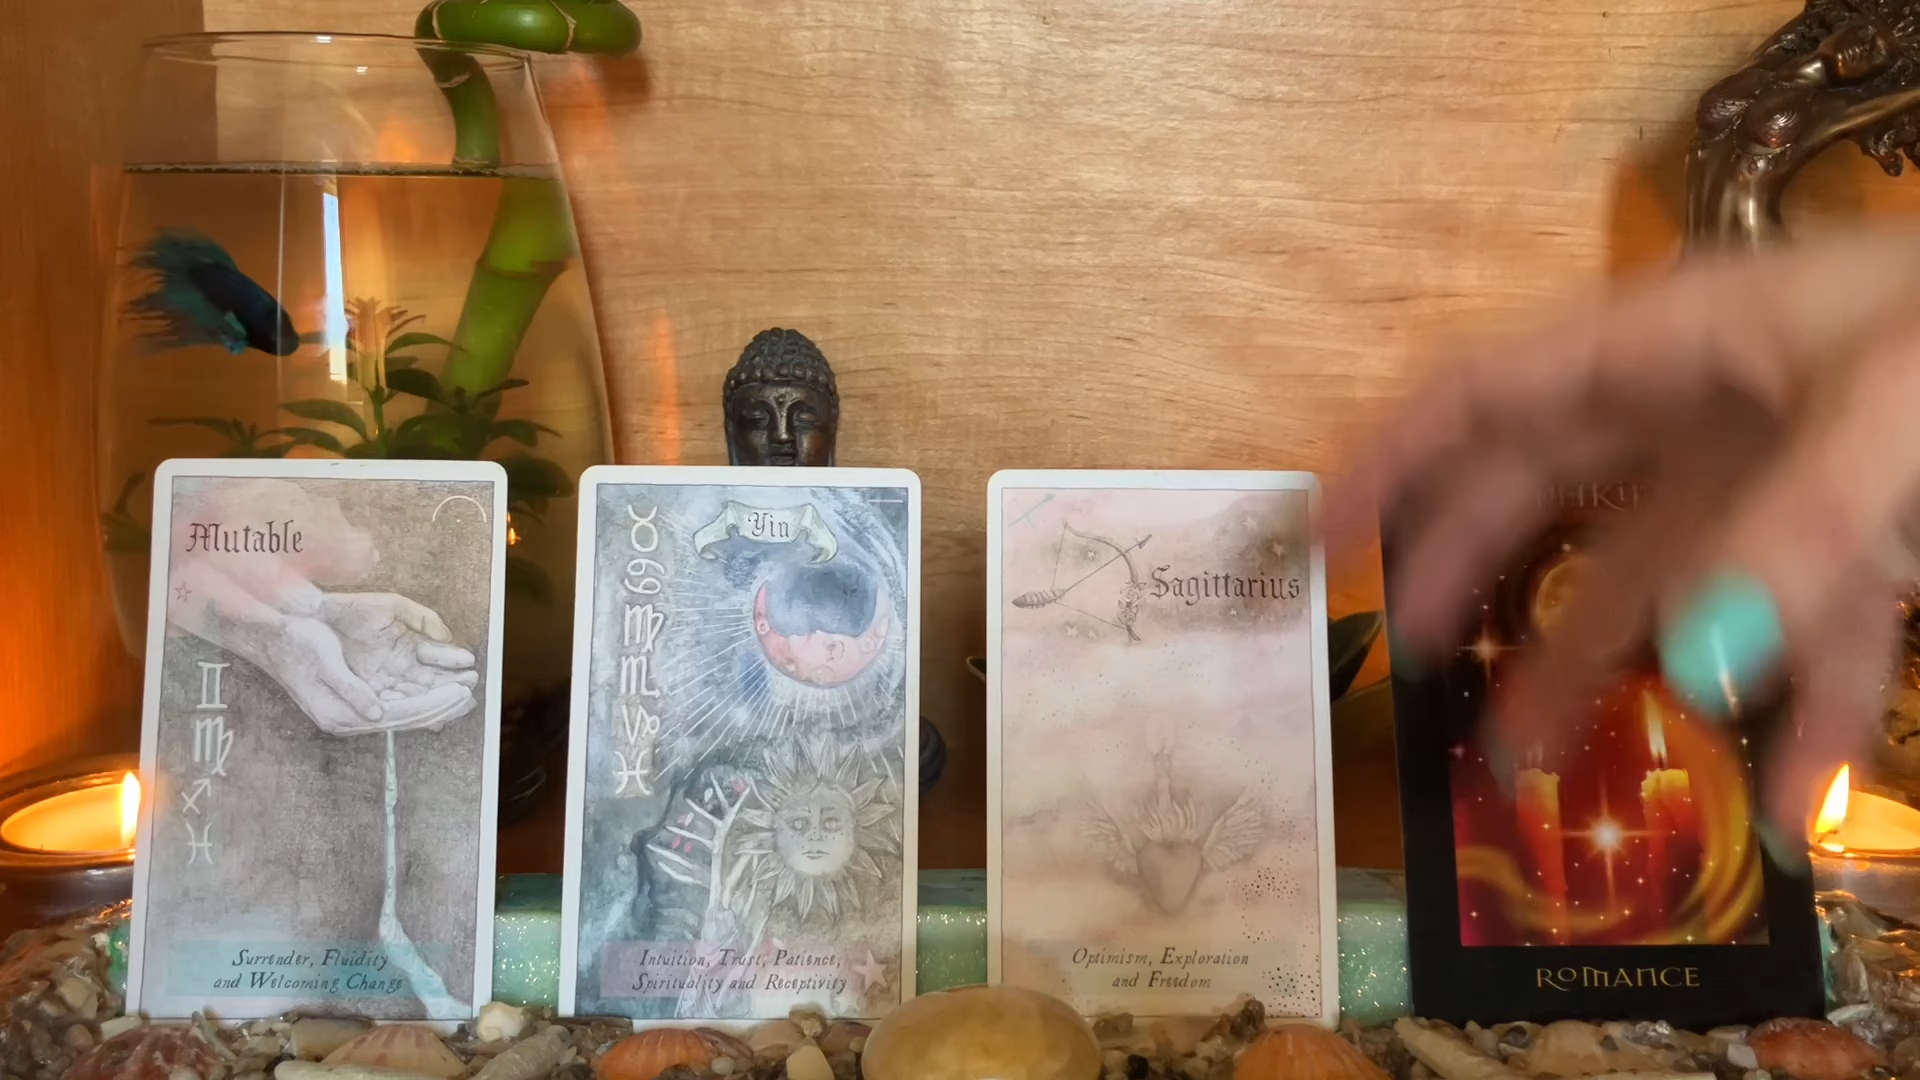 Mutable
♊
♍
♐
♓
Surrender, Fluidity
and Welcoming Change
Yin
♉
♋
♍
♏
♑
♓
Intuition, Trust, Patience,
Spirituality and Receptivity
Sagittarius
Optimism, Exploration
and Freedom
ROMANCE